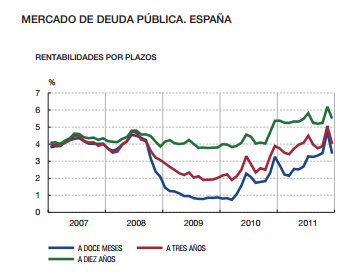 MERCADO DE DEUDA PÚBLICA. ESPAÑA
RENTABILIDADES POR PLAZOS
%
7
6
5
4
3
2
1
0
2007 2008 2009 2010 2011
A DOCE MESES A TRES AÑOS
A DIEZ AÑOS